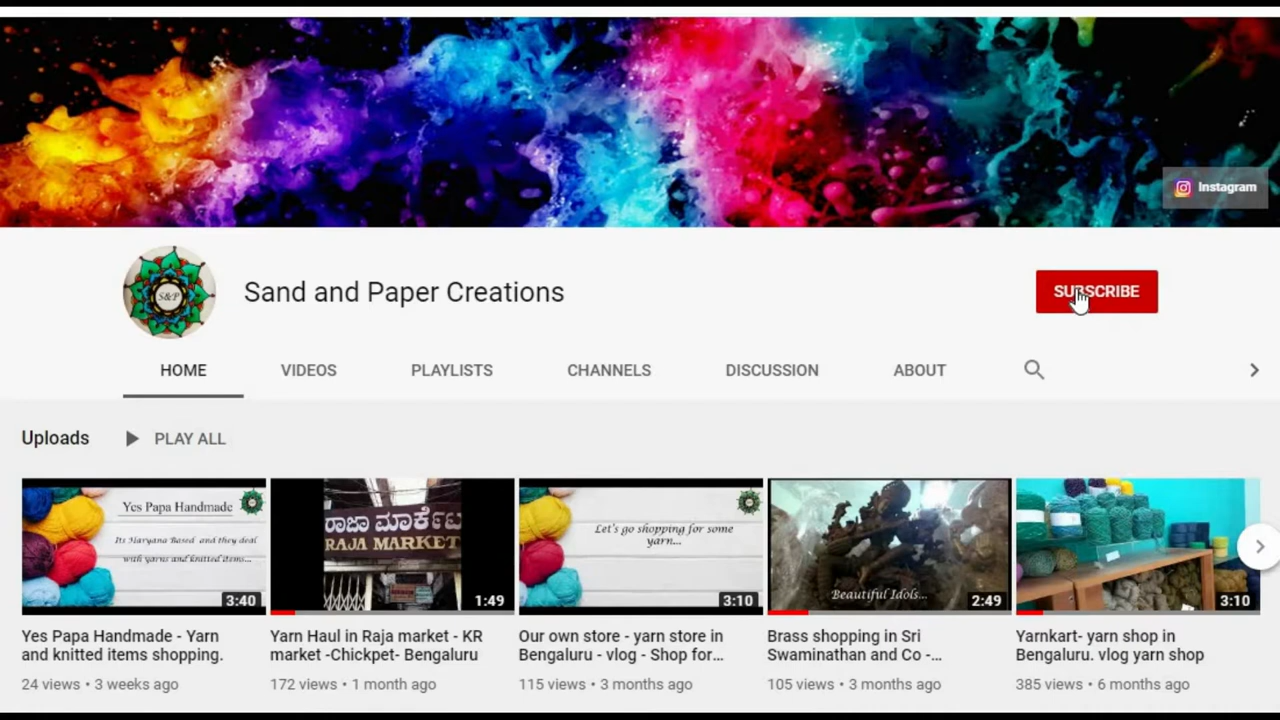 Instagram
S&P
Sand and Paper Creations
SUBSCRIBE
HOME VIDEOS PLAYLISTS CHANNELS DISCUSSION ABOUT
Uploads PLAY ALL
Yes Papa Handmade
Its Haryana Based and they deal
with yarns and knitted items...
3:40
ರಾಜಾ ಮಾರ್ಕೆಟ
RAJA MARKET
1:49
Let's go shopping for some
yarn...
3:10
Beautiful Idols...
2:49
3:10
Yes Papa Handmade - Yarn
and knitted items shopping.
24 views • 3 weeks ago
Yarn Haul in Raja market - KR
market -Chickpet- Bengaluru
172 views • 1 month ago
Our own store - yarn store in
Bengaluru - vlog - Shop for...
115 views • 3 months ago
Brass shopping in Sri
Swaminathan and Co -...
105 views • 3 months ago
Yarnkart- yarn shop in
Bengaluru. vlog yarn shop
385 views • 6 months ago